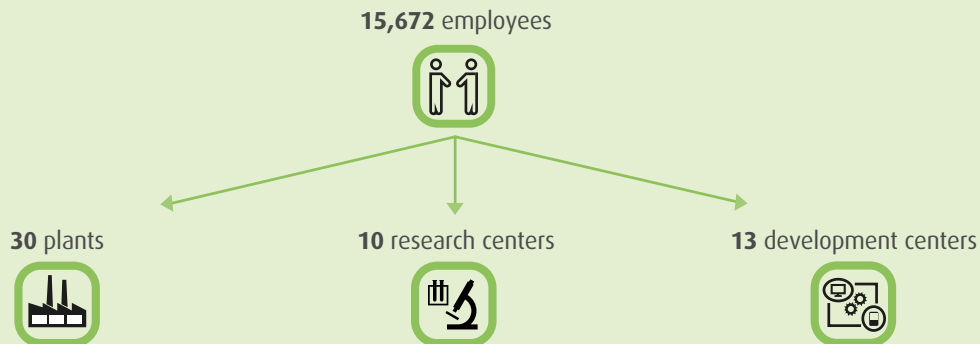 15,672 employees
30 plants
10 research centers
13 development centers